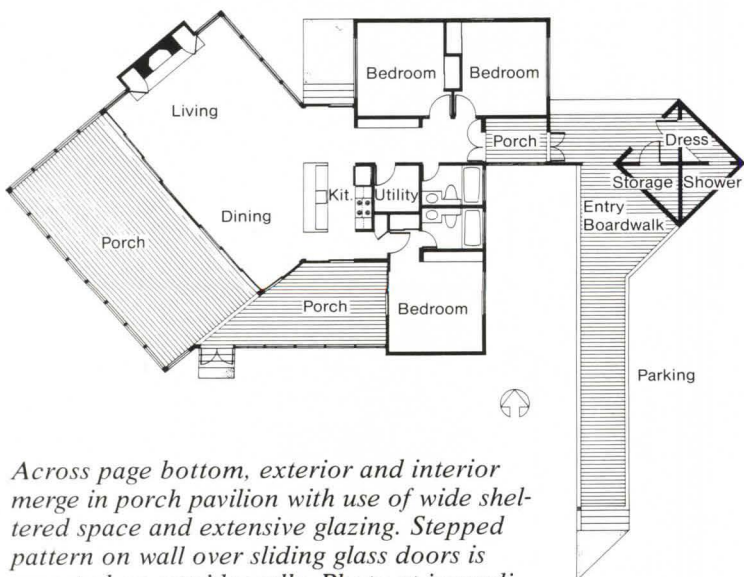 Bedroom
Bedroom
Living
Porch
Dress
Kit.
Utility
Storage
Shower
Dining
Entry
Boardwalk
Porch
Porch
Bedroom
Parking
Across page bottom, exterior and interior
merge in porch pavilion with use of wide shel-
tered space and extensive glazing. Stepped
pattern on wall over sliding glass doors is